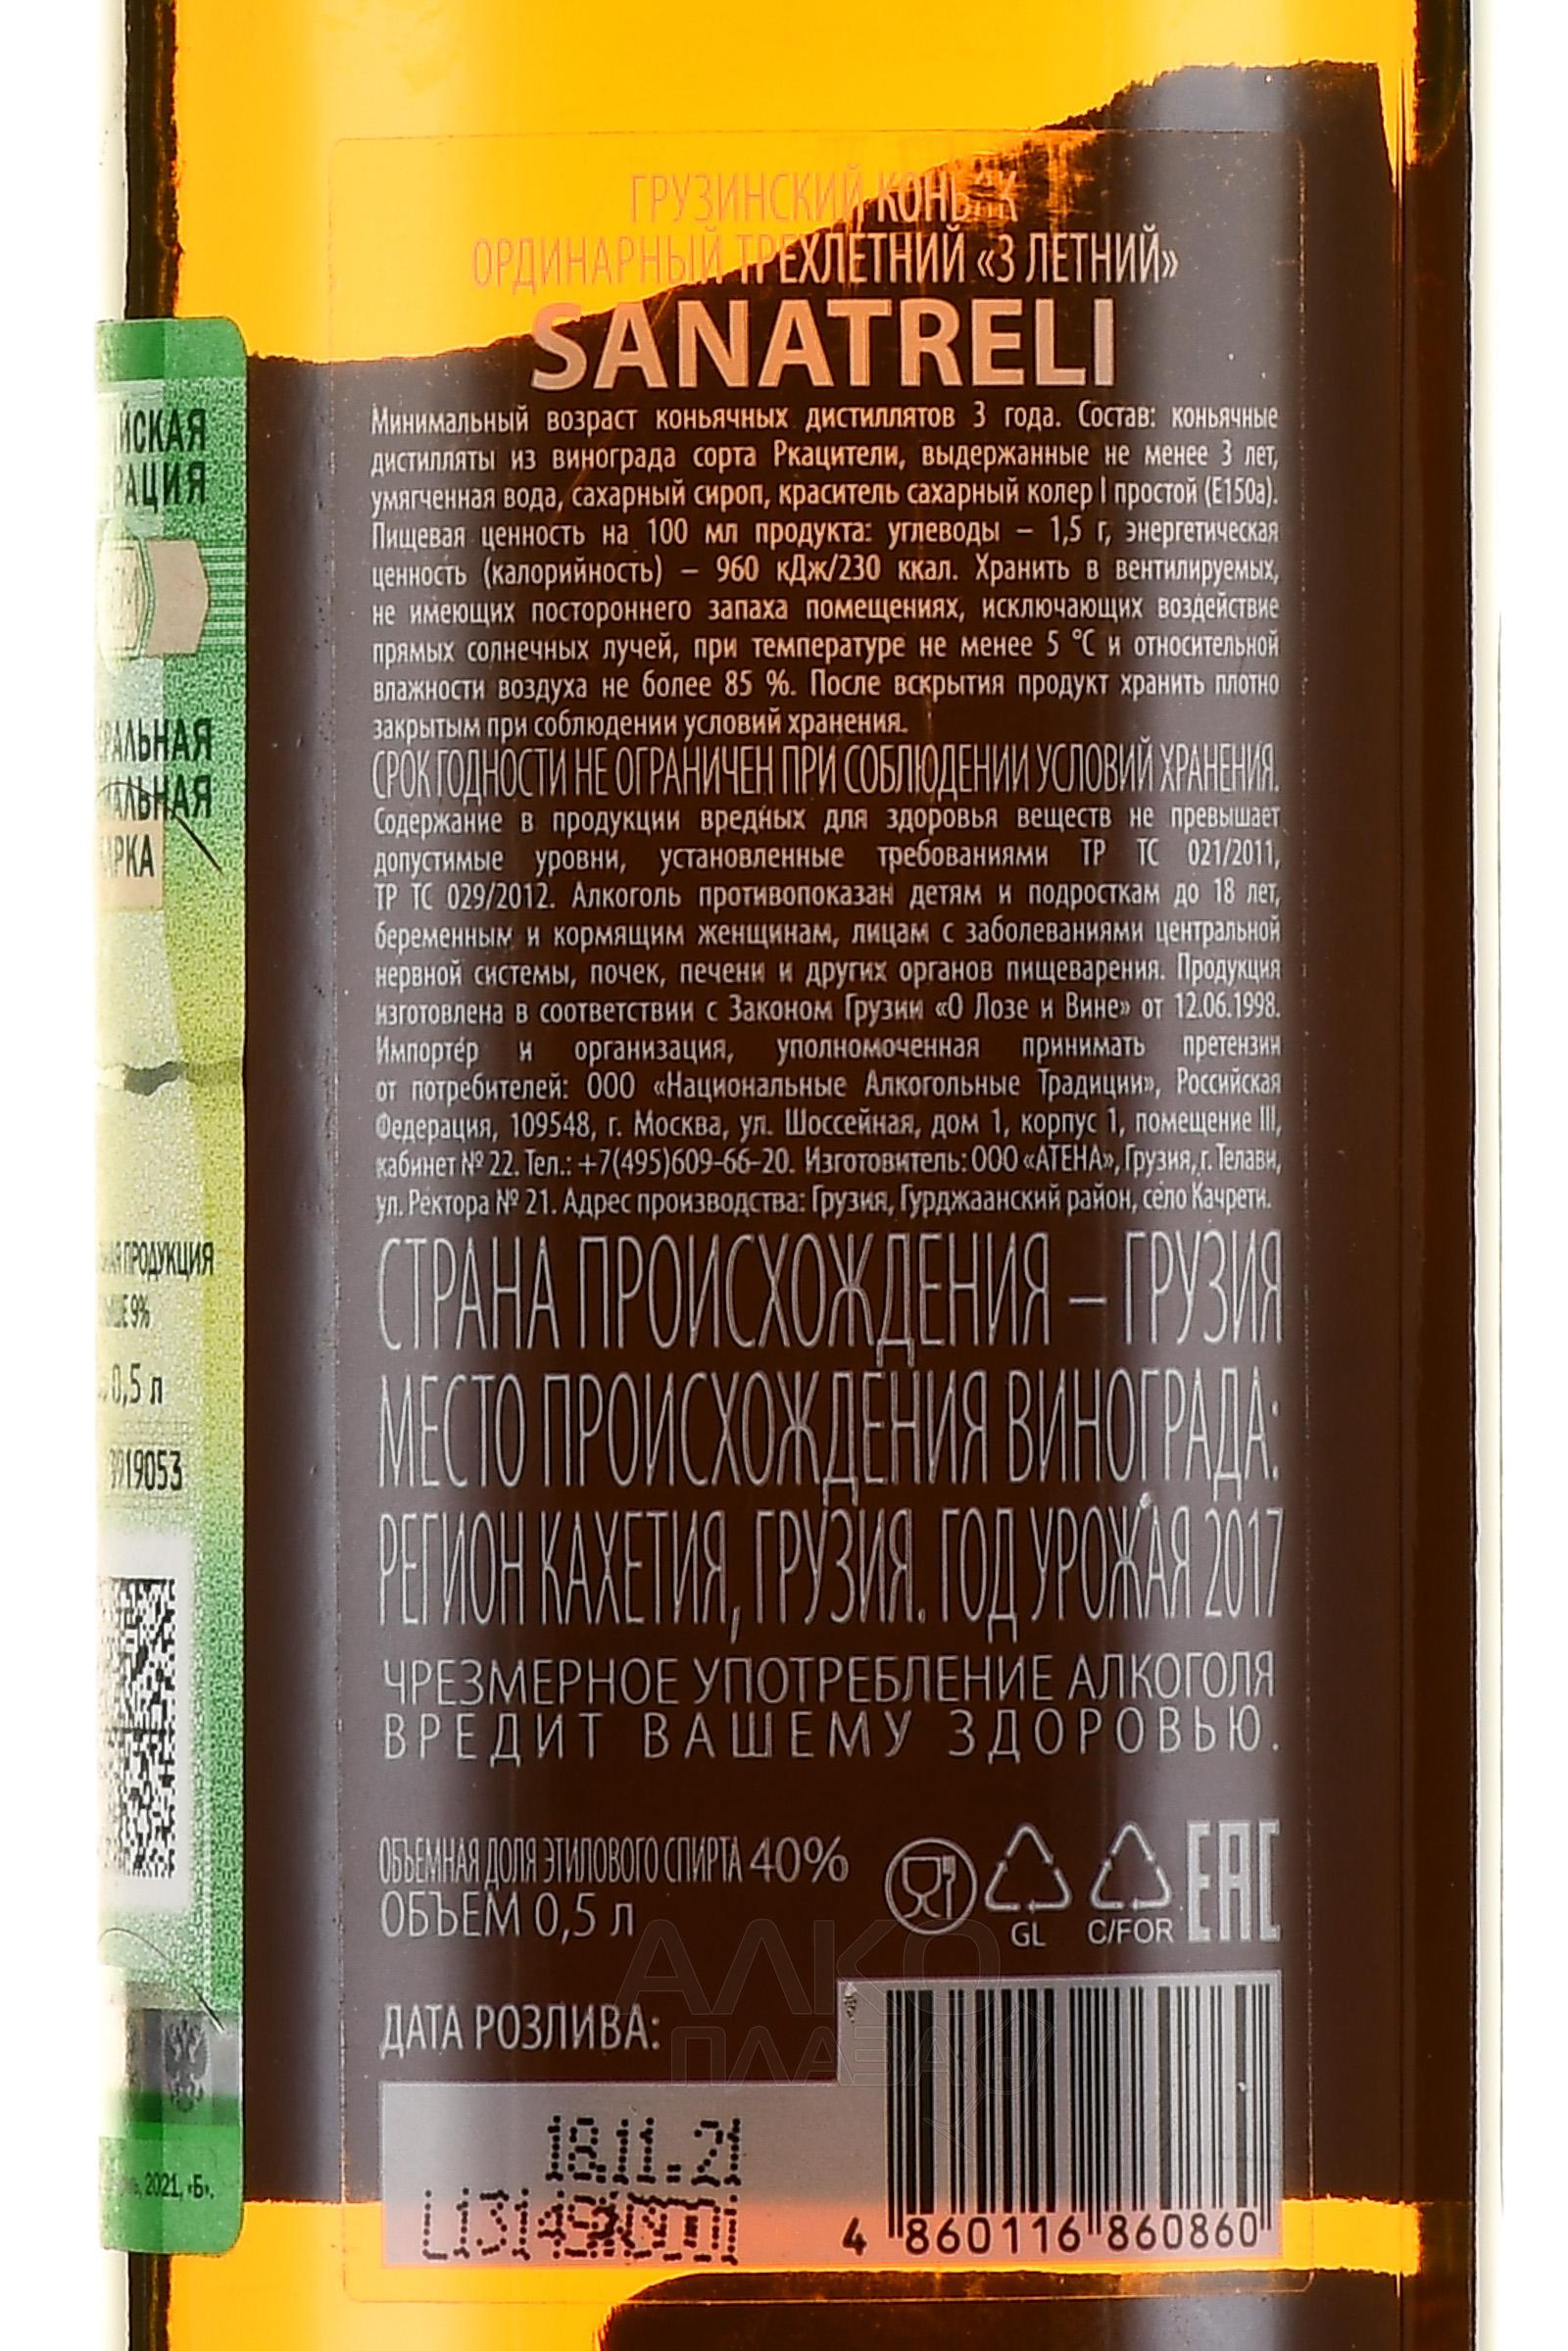 ГРУЗИНСКИЙ КОНЬЯК
ОРДИНАРНЫЙ ТРЕХЛЕТНИЙ «3 ЛЕТНИЙ»
SANATRELI
Минимальный возраст коньячных дистиллятов 3 года. Состав: коньячные
дистилляты из винограда сорта Ркацители, выдержанные не менее 3 лет,
умягченная вода, сахарный сироп, краситель сахарный колер I простой (Е150а).
Пищевая ценность на 100 мл продукта: углеводы – 1,5 г, энергетическая
ценность (калорийность) – 960 кДж/230 ккал. Хранить в вентилируемых,
не имеющих постороннего запаха помещениях, исключающих воздействие
прямых солнечных лучей, при температуре не менее 5 °С и относительной
влажности воздуха не более 85 %. После вскрытия продукт хранить плотно
закрытым при соблюдении условий хранения.
СРОК ГОДНОСТИ НЕ ОГРАНИЧЕН ПРИ СОБЛЮДЕНИИ УСЛОВИЙ ХРАНЕНИЯ.
Содержание в продукции вредных для здоровья веществ не превышает
допустимые уровни, установленные требованиями ТР ТС 021/2011,
ТР ТС 029/2012. Алкоголь противопоказан детям и подросткам до 18 лет,
беременным и кормящим женщинам, лицам с заболеваниями центральной
нервной системы, почек, печени и других органов пищеварения. Продукция
изготовлена в соответствии с Законом Грузии «О Лозе и Вине» от 12.06.1998.
Импортёр и организация, уполномоченная принимать претензии
от потребителей: ООО «Национальные Алкогольные Традиции», Российская
Федерация, 109548, г. Москва, ул. Шоссейная, дом 1, корпус 1, помещение III,
кабинет № 22. Тел.: +7(495)609-66-20. Изготовитель: ООО «АТЕНА», Грузия, г. Телави,
ул. Ректора № 21. Адрес производства: Грузия, Гурджаанский район, село Качрети.
СТРАНА ПРОИСХОЖДЕНИЯ – ГРУЗИЯ
МЕСТО ПРОИСХОЖДЕНИЯ ВИНОГРАДА:
РЕГИОН КАХЕТИЯ, ГРУЗИЯ. ГОД УРОЖАЯ 2017
ЧРЕЗМЕРНОЕ УПОТРЕБЛЕНИЕ АЛКОГОЛЯ
ВРЕДИТ ВАШЕМУ ЗДОРОВЬЮ.
ОБЪЕМНАЯ ДОЛЯ ЭТИЛОВОГО СПИРТА 40%
ОБЪЕМ 0,5 л
GL C/FOR EAC
АЛКО
ПЛАЗА
ДАТА РОЗЛИВА:
18.11.21
4 860116 860860
ЙСКАЯ
РАЦИЯ
РАЛЬНАЯ
АЛЬНАЯ
АРКА
ПРОДУКЦИЯ
9%
0,5 л
919053
2021, «Б».